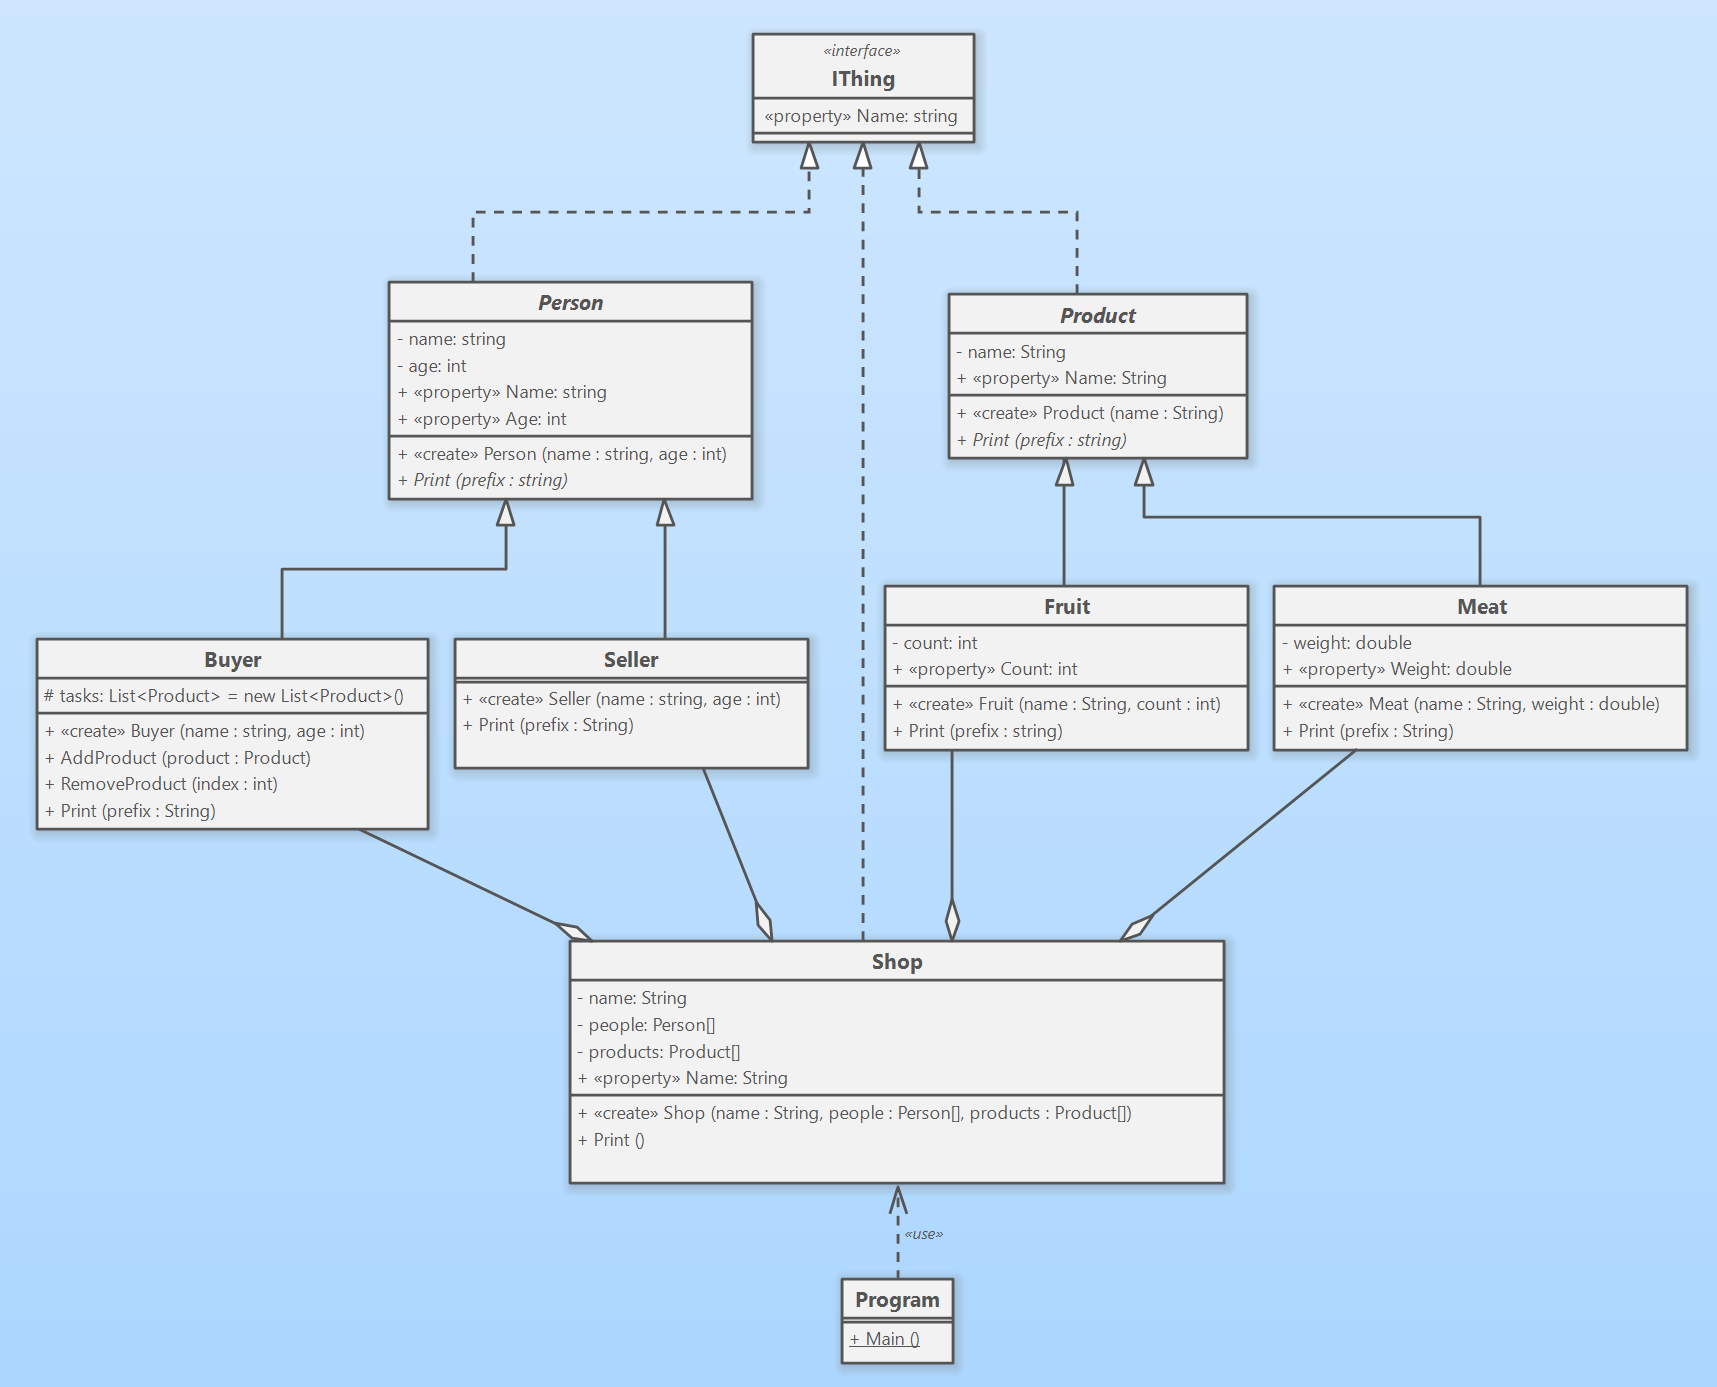 «interface»
IThing
«property» Name: string
Person
- name: string
- age: int
+ «property» Name: string
+ «property» Age: int
+ «create» Person (name : string, age : int)
+ Print (prefix : string)
Product
- name: String
+ «property» Name: String
+ «create» Product (name : String)
+ Print (prefix : string)
Buyer
# tasks: List<Product> = new List<Product>()
+ «create» Buyer (name : string, age : int)
+ AddProduct (product : Product)
+ RemoveProduct (index : int)
+ Print (prefix : String)
Seller
+ «create» Seller (name : string, age : int)
+ Print (prefix : String)
Fruit
- count: int
+ «property» Count: int
+ «create» Fruit (name : String, count : int)
+ Print (prefix : string)
Meat
- weight: double
+ «property» Weight: double
+ «create» Meat (name : String, weight : double)
+ Print (prefix : String)
Shop
- name: String
- people: Person[]
- products: Product[]
+ «property» Name: String
+ «create» Shop (name : String, people : Person[], products : Product[])
+ Print ()
«use»
Program
+ Main ()